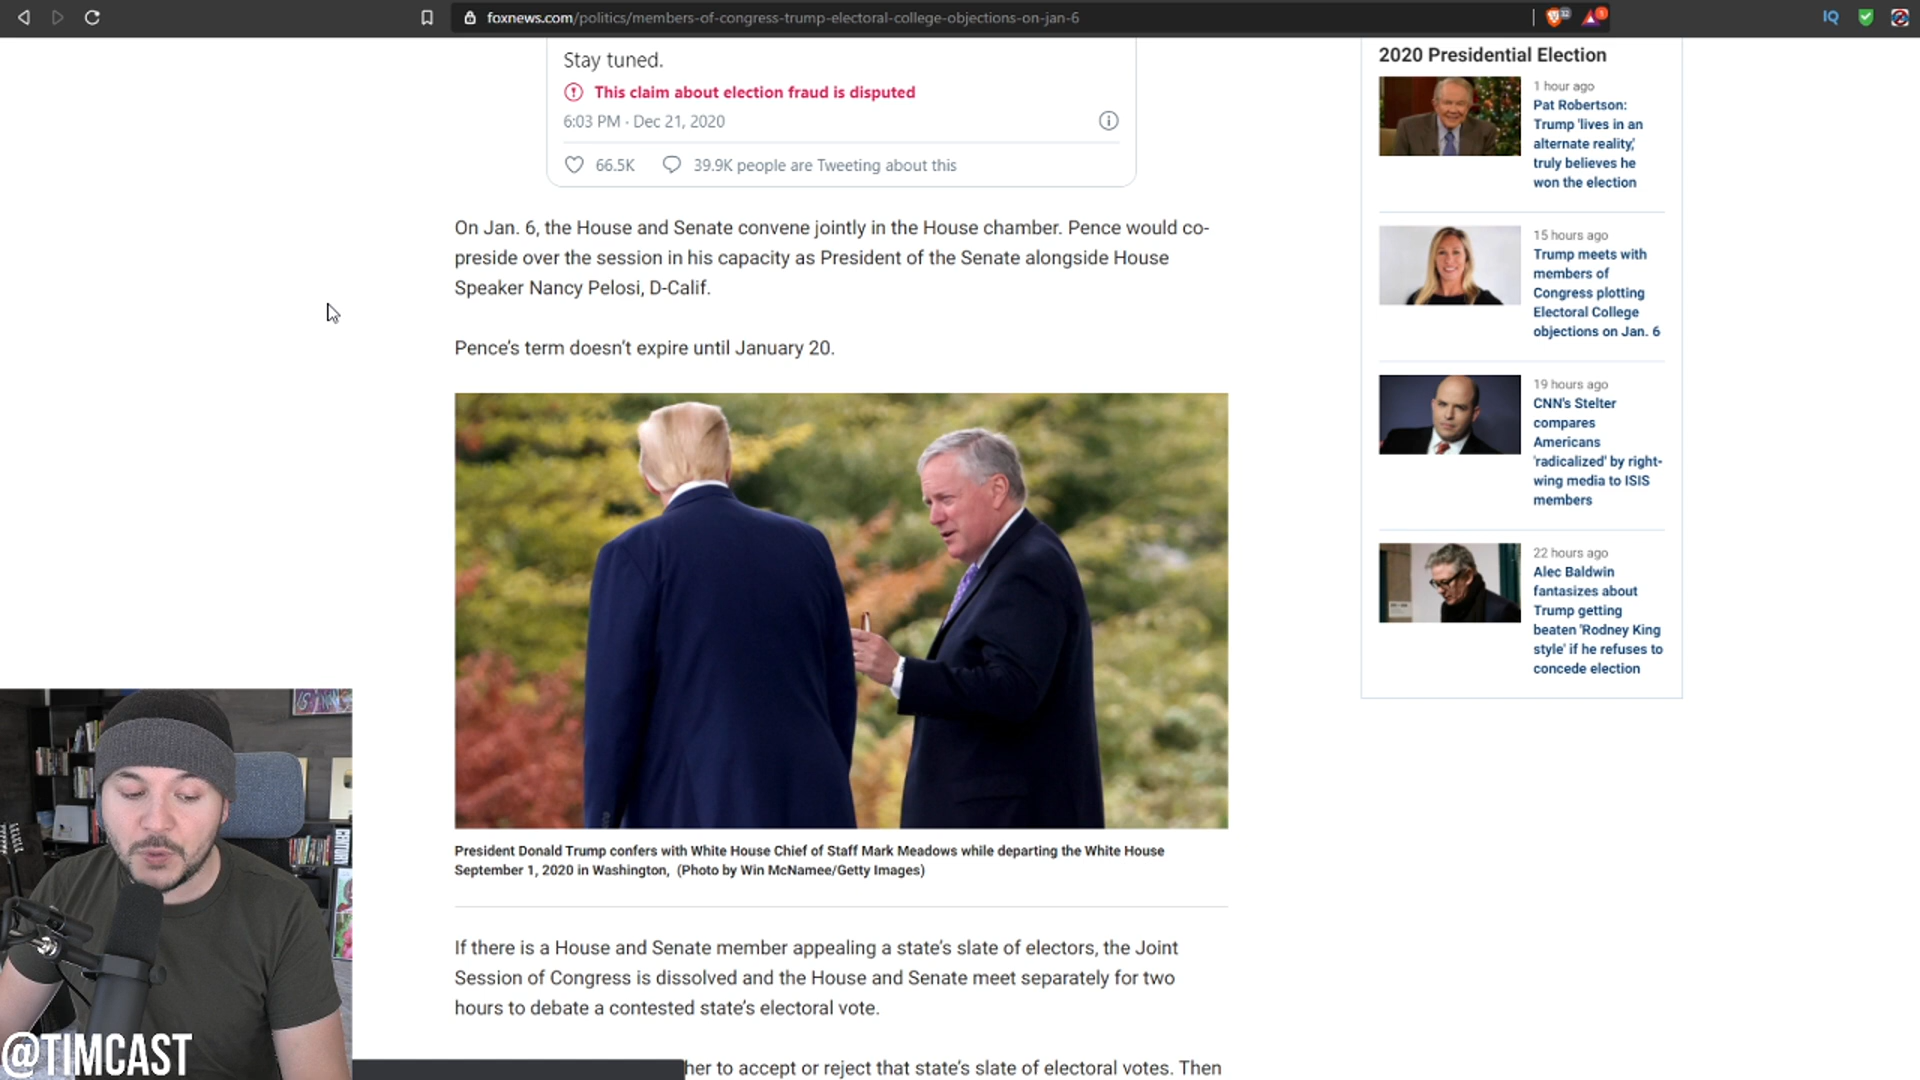 foxnews.com/politics/members-of-congress-trump-electoral-college-objections-on-jan-6
IQ
Stay tuned.
This claim about election fraud is disputed
6:03 PM · Dec 21, 2020
66.5K
39.9K people are Tweeting about this
On Jan. 6, the House and Senate convene jointly in the House chamber. Pence would co-
preside over the session in his capacity as President of the Senate alongside House
Speaker Nancy Pelosi, D-Calif.
Pence’s term doesn’t expire until January 20.
President Donald Trump confers with White House Chief of Staff Mark Meadows while departing the White House
September 1, 2020 in Washington, (Photo by Win McNamee/Getty Images)
If there is a House and Senate member appealing a state’s slate of electors, the Joint
Session of Congress is dissolved and the House and Senate meet separately for two
hours to debate a contested state’s electoral vote.
her to accept or reject that state’s slate of electoral votes. Then
2020 Presidential Election
1 hour ago
Pat Robertson:
Trump 'lives in an
alternate reality,'
truly believes he
won the election
15 hours ago
Trump meets with
members of
Congress plotting
Electoral College
objections on Jan. 6
19 hours ago
CNN's Stelter
compares
Americans
'radicalized' by right-
wing media to ISIS
members
22 hours ago
Alec Baldwin
fantasizes about
Trump getting
beaten 'Rodney King
style' if he refuses to
concede election
@TIMCAST